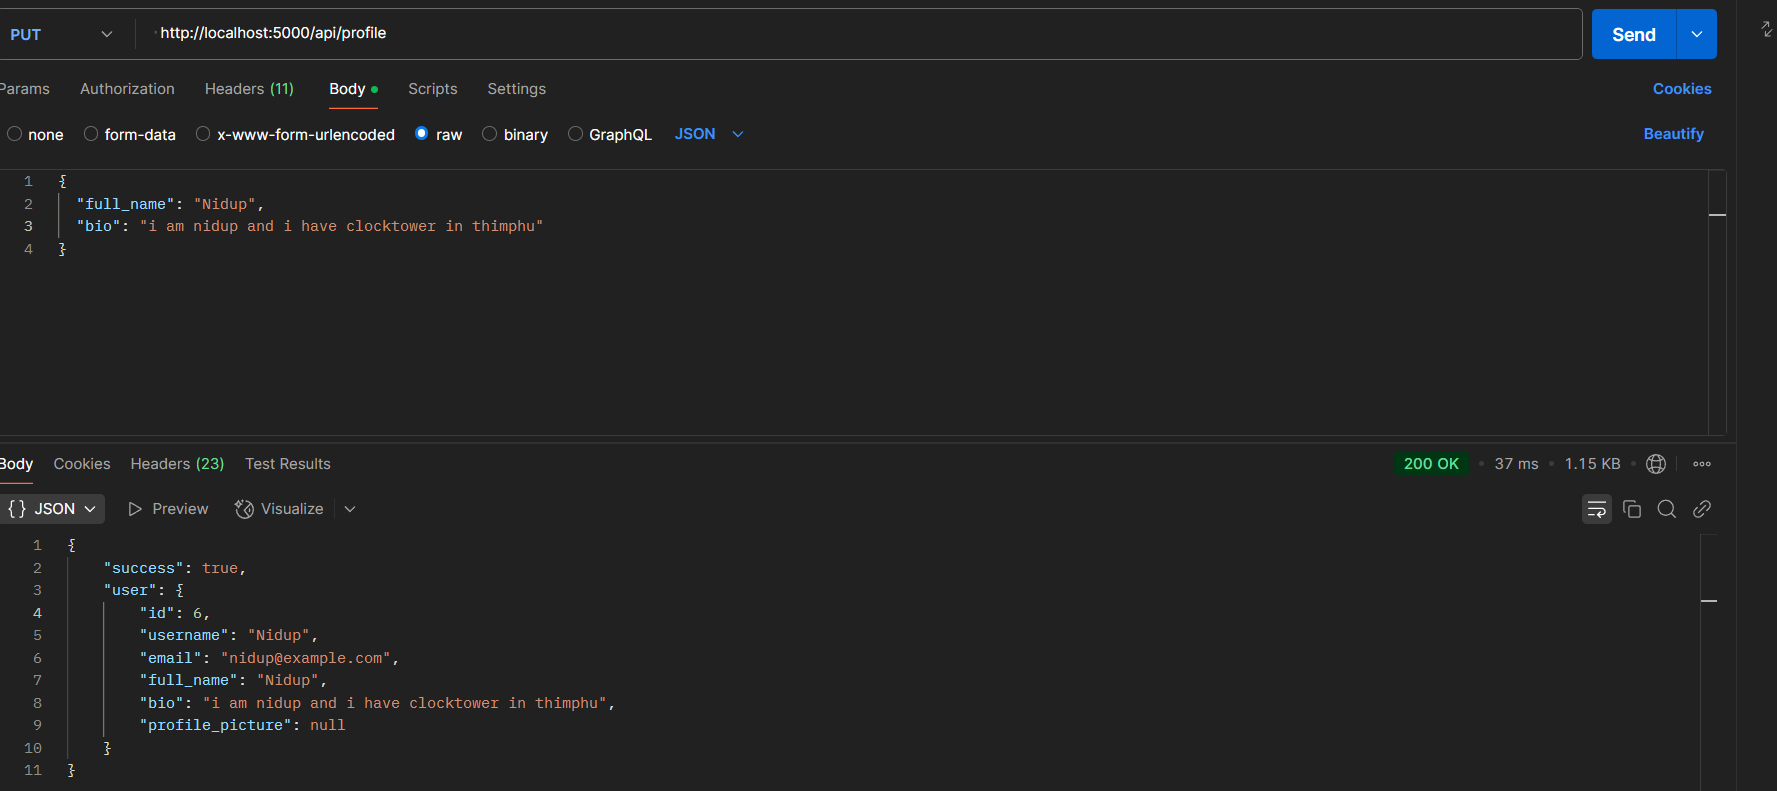 PUT http://localhost:5000/api/profile Send
Params Authorization Headers (11) Body Scripts Settings Cookies
none form-data x-www-form-urlencoded raw binary GraphQL JSON Beautify
1 {
2 "full_name": "Nidup",
3 "bio": "i am nidup and i have clocktower in thimphu"
4 }
Body Cookies Headers (23) Test Results 200 OK • 37 ms • 1.15 KB •
{} JSON Preview Visualize
1 {
2 "success": true,
3 "user": {
4 "id": 6,
5 "username": "Nidup",
6 "email": "nidup@example.com",
7 "full_name": "Nidup",
8 "bio": "i am nidup and i have clocktower in thimphu",
9 "profile_picture": null
10 }
11 }